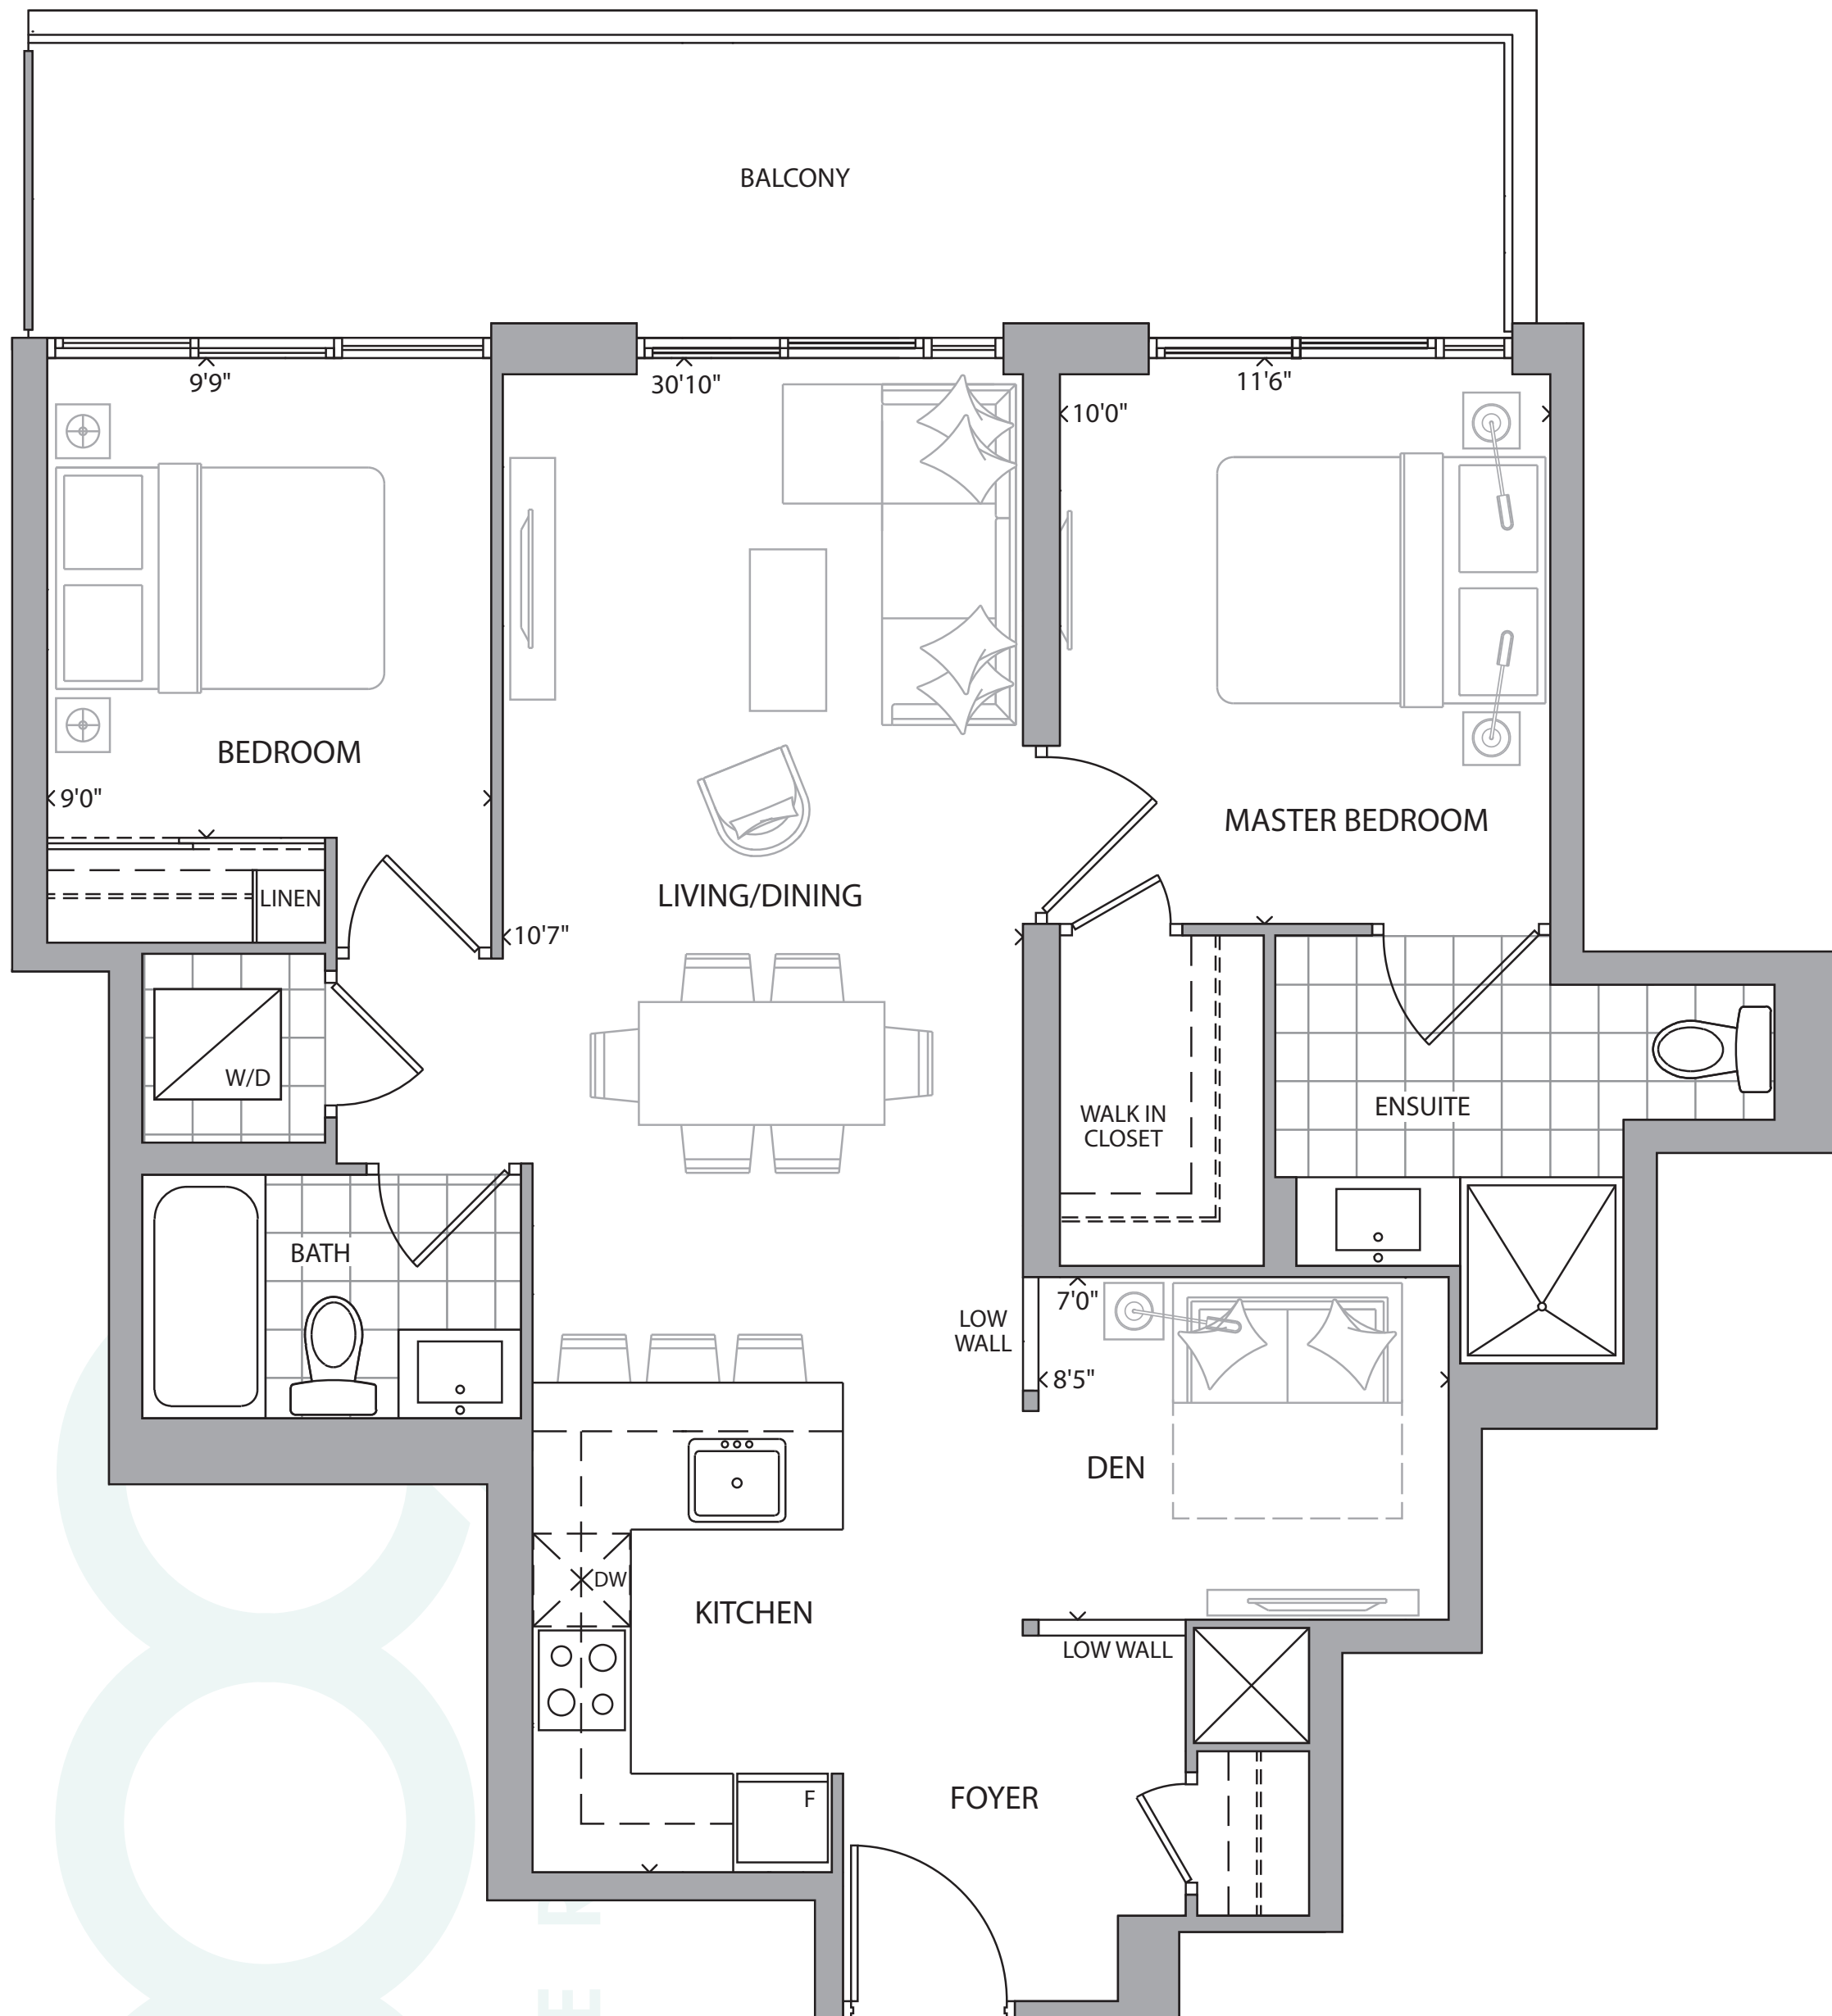 BALCONY
9'9"
30'10"
11'6"
10'0"
BEDROOM
9'0"
MASTER BEDROOM
LINEN
LIVING/DINING
10'7"
W/D
WALK IN
CLOSET
ENSUITE
BATH
7'0"
LOW
WALL
8'5"
DEN
DW
KITCHEN
LOW WALL
F
FOYER
R
E